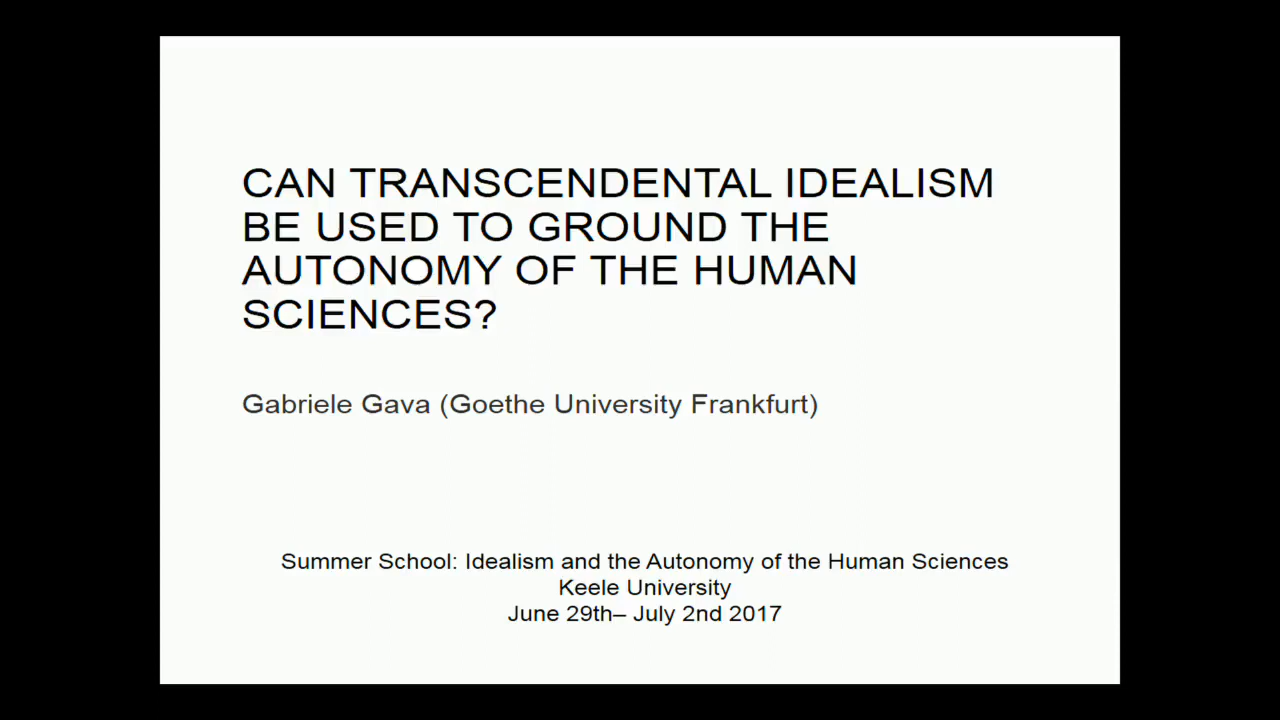 CAN TRANSCENDENTAL IDEALISM
BE USED TO GROUND THE
AUTONOMY OF THE HUMAN
SCIENCES?
Gabriele Gava (Goethe University Frankfurt)
Summer School: Idealism and the Autonomy of the Human Sciences
Keele University
June 29th– July 2nd 2017